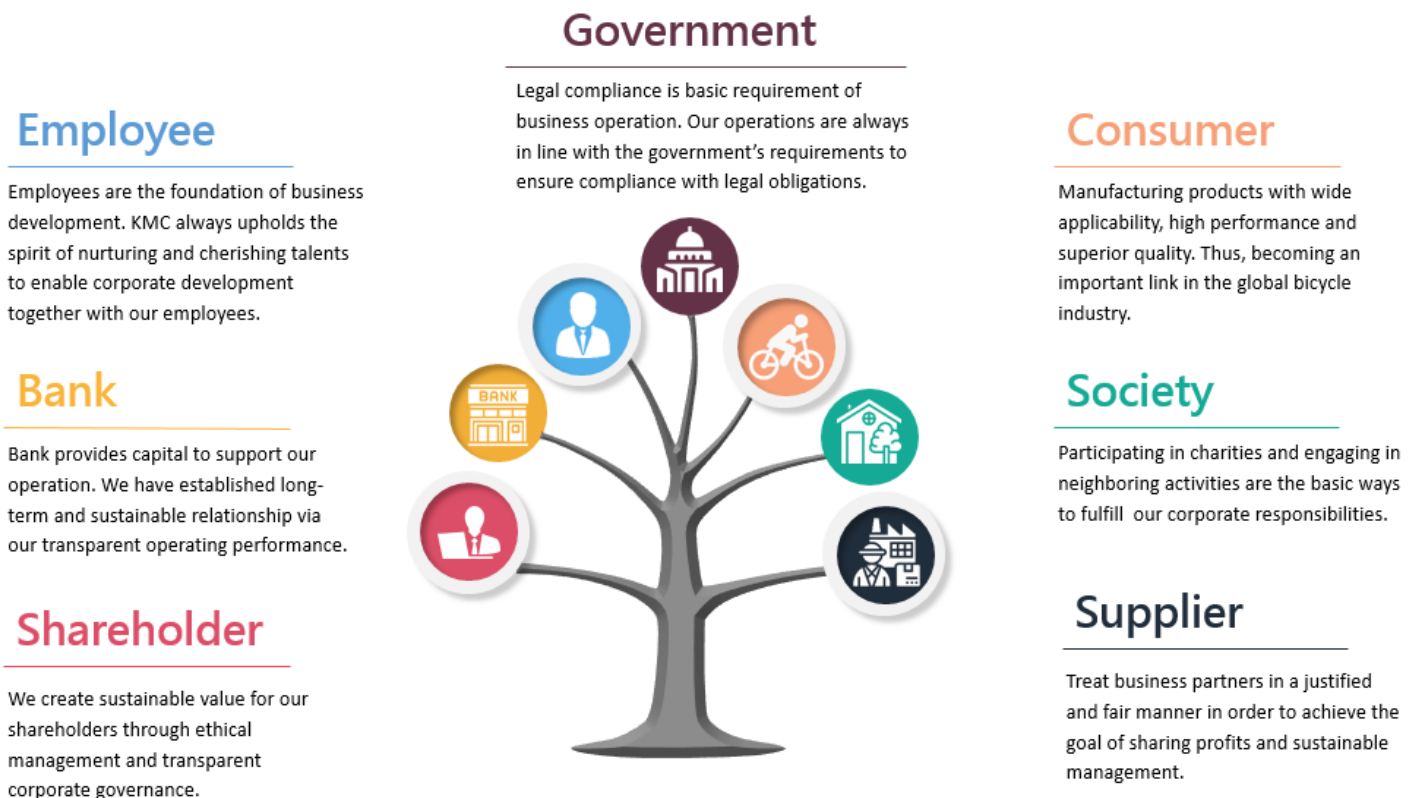 Government
Legal compliance is basic requirement of
business operation. Our operations are always
in line with the government's requirements to
ensure compliance with legal obligations.
Employee
Employees are the foundation of business
development. KMC always upholds the
spirit of nurturing and cherishing talents
to enable corporate development
together with our employees.
Bank
Bank provides capital to support our
operation. We have established long-
term and sustainable relationship via
our transparent operating performance.
Shareholder
We create sustainable value for our
shareholders through ethical
management and transparent
corporate governance.
BANK
Consumer
Manufacturing products with wide
applicability, high performance and
superior quality. Thus, becoming an
important link in the global bicycle
industry.
Society
Participating in charities and engaging in
neighboring activities are the basic ways
to fulfill  our corporate responsibilities.
Supplier
Treat business partners in a justified
and fair manner in order to achieve the
goal of sharing profits and sustainable
management.